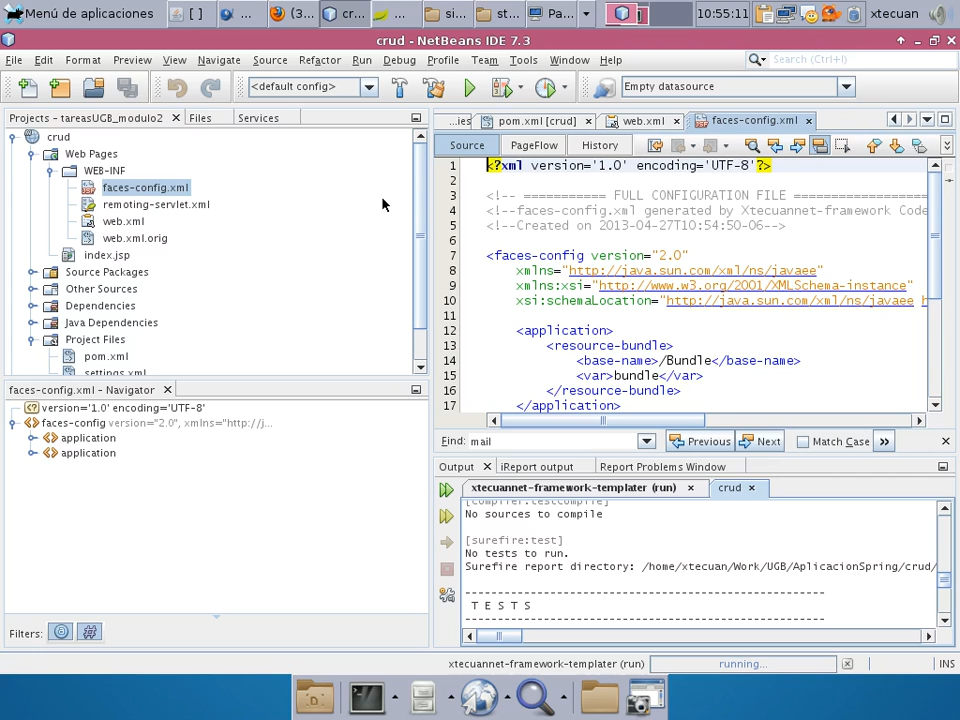 Menú de aplicaciones
[ ]
...
(3...
cr...
...
si...
st...
Pa...
10:55:11
xtecuan
crud - NetBeans IDE 7.3
File Edit Format Preview View Navigate Source Refactor Run Debug Profile Team Tools Window Help
Search (Ctrl+I)
<default config>
Empty datasource
Projects - tareasUGB_modulo2
Files
Services
crud
Web Pages
WEB-INF
faces-config.xml
remoting-servlet.xml
web.xml
web.xml.orig
index.jsp
Source Packages
Other Sources
Dependencies
Java Dependencies
Project Files
pom.xml
settings.xml
faces-config.xml - Navigator
version='1.0' encoding='UTF-8'
faces-config version="2.0", xmlns="http://j...
application
application
Filters:
...ies
pom.xml [crud]
web.xml
faces-config.xml
Source
PageFlow
History
1 <?xml version='1.0' encoding='UTF-8'?>
2
3 <!-- =========== FULL CONFIGURATION FILE ==================
4 <!--faces-config.xml generated by Xtecuannet-framework Code
5 <!--Created on 2013-04-27T10:54:50-06-->
6
7 <faces-config version="2.0"
8 xmlns="http://java.sun.com/xml/ns/javaee"
9 xmlns:xsi="http://www.w3.org/2001/XMLSchema-instance"
10 xsi:schemaLocation="http://java.sun.com/xml/ns/javaee h
11
12 <application>
13 <resource-bundle>
14 <base-name>/Bundle</base-name>
15 <var>bundle</var>
16 </resource-bundle>
17 </application>
Find: mail
Previous
Next
Match Case
Output
iReport output
Report Problems Window
xtecuannet-framework-templater (run)
crud
[compiler:testCompile]
No sources to compile
[surefire:test]
No tests to run.
Surefire report directory: /home/xtecuan/Work/UGB/AplicacionSpring/crud/
-------------------------------------------------------
T E S T S
-------------------------------------------------------
xtecuannet-framework-templater (run)
running...
INS